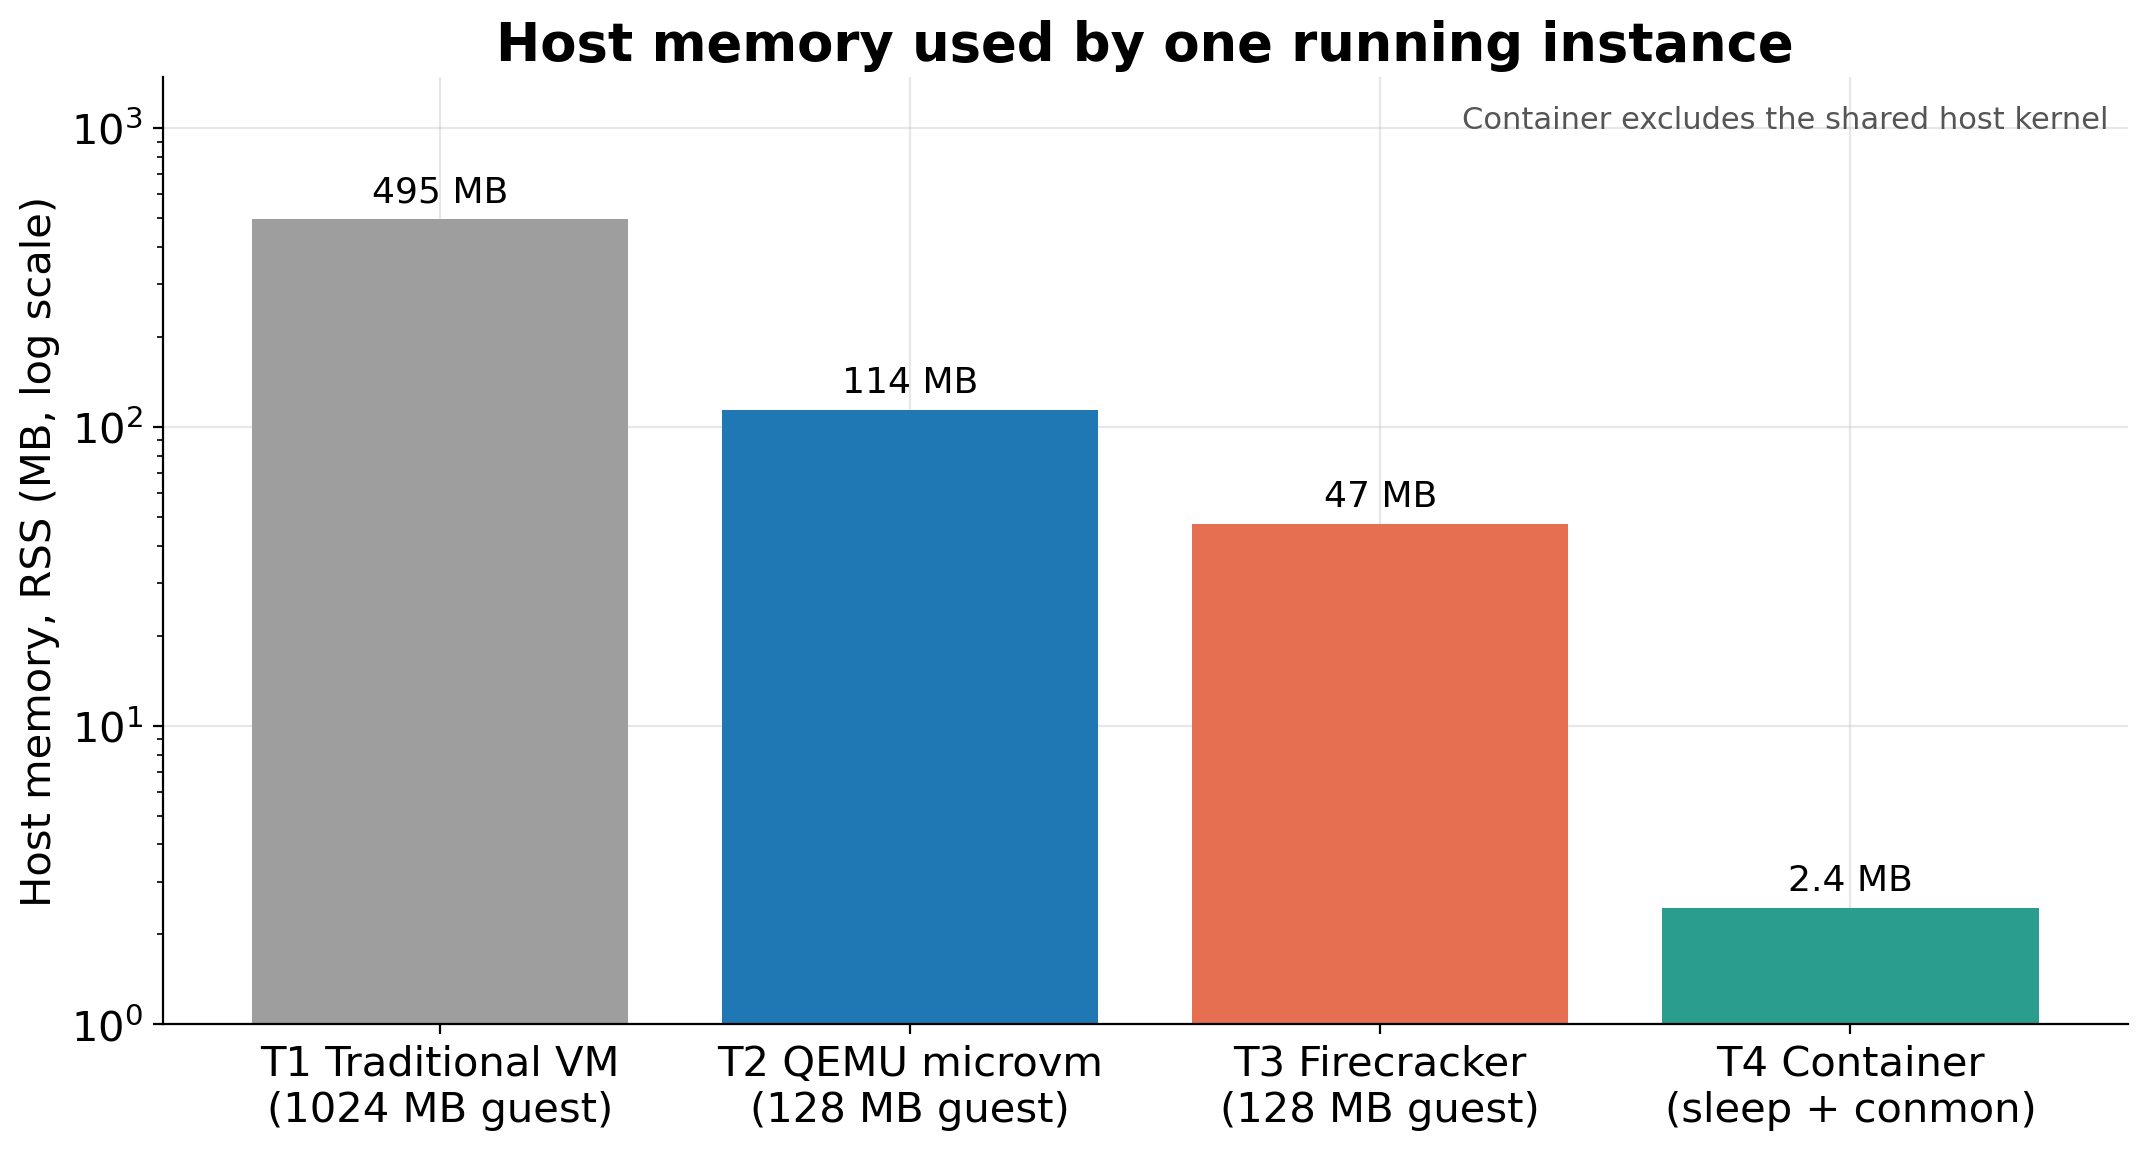 Host memory used by one running instance
Container excludes the shared host kernel
Host memory, RSS (MB, log scale)
10³
10²
10¹
10⁰
495 MB
114 MB
47 MB
2.4 MB
T1 Traditional VM
(1024 MB guest)
T2 QEMU microvm
(128 MB guest)
T3 Firecracker
(128 MB guest)
T4 Container
(sleep + conmon)